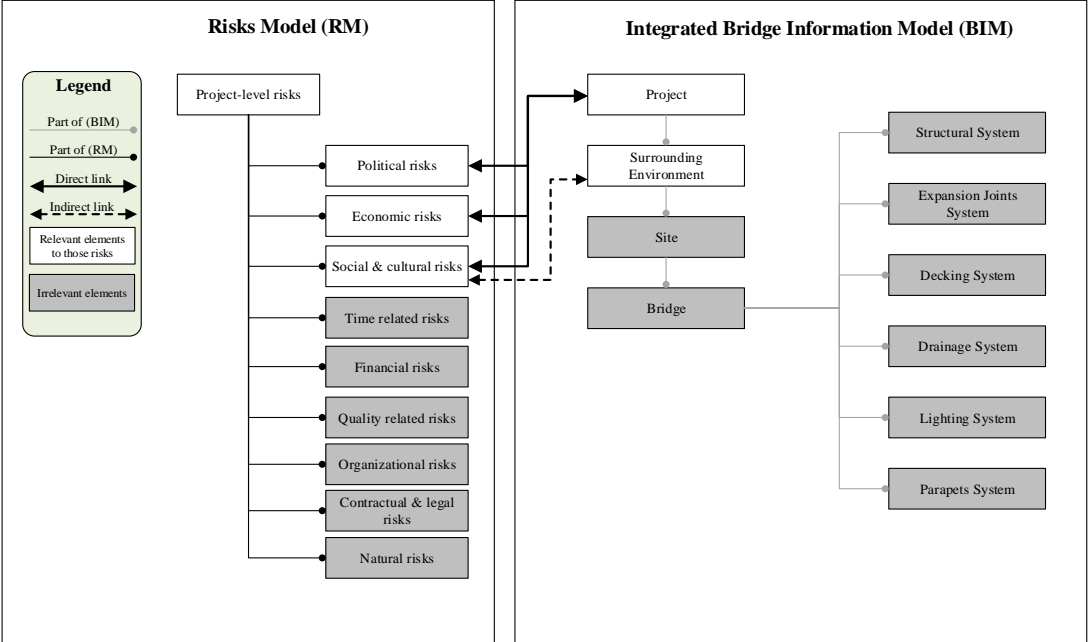 Risks Model (RM)
Legend
Part of (BIM)
Part of (RM)
Direct link
Indirect link
Relevant elements
to those risks
Irrelevant elements
Project-level risks
Political risks
Economic risks
Social & cultural risks
Time related risks
Financial risks
Quality related risks
Organizational risks
Contractual & legal
risks
Natural risks
Integrated Bridge Information Model (BIM)
Project
Surrounding
Environment
Site
Bridge
Structural System
Expansion Joints
System
Decking System
Drainage System
Lighting System
Parapets System